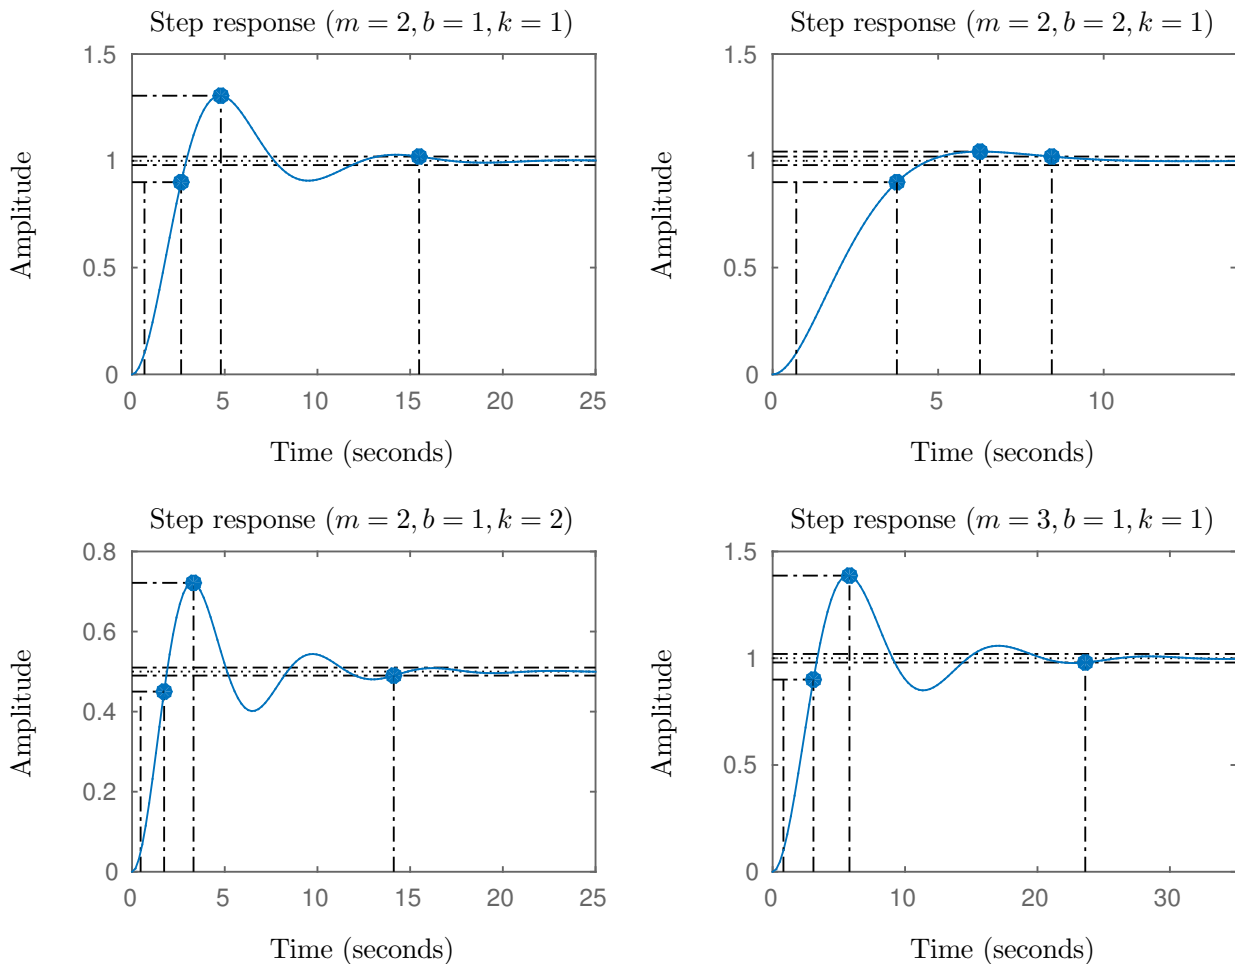 Step response (m = 2, b = 1, k = 1)
1.5
1
0.5
0
Amplitude
0 5 10 15 20 25
Time (seconds)
Step response (m = 2, b = 2, k = 1)
1.5
1
0.5
0
Amplitude
0 5 10
Time (seconds)
Step response (m = 2, b = 1, k = 2)
0.8
0.6
0.4
0.2
0
Amplitude
0 5 10 15 20 25
Time (seconds)
Step response (m = 3, b = 1, k = 1)
1.5
1
0.5
0
Amplitude
0 10 20 30
Time (seconds)